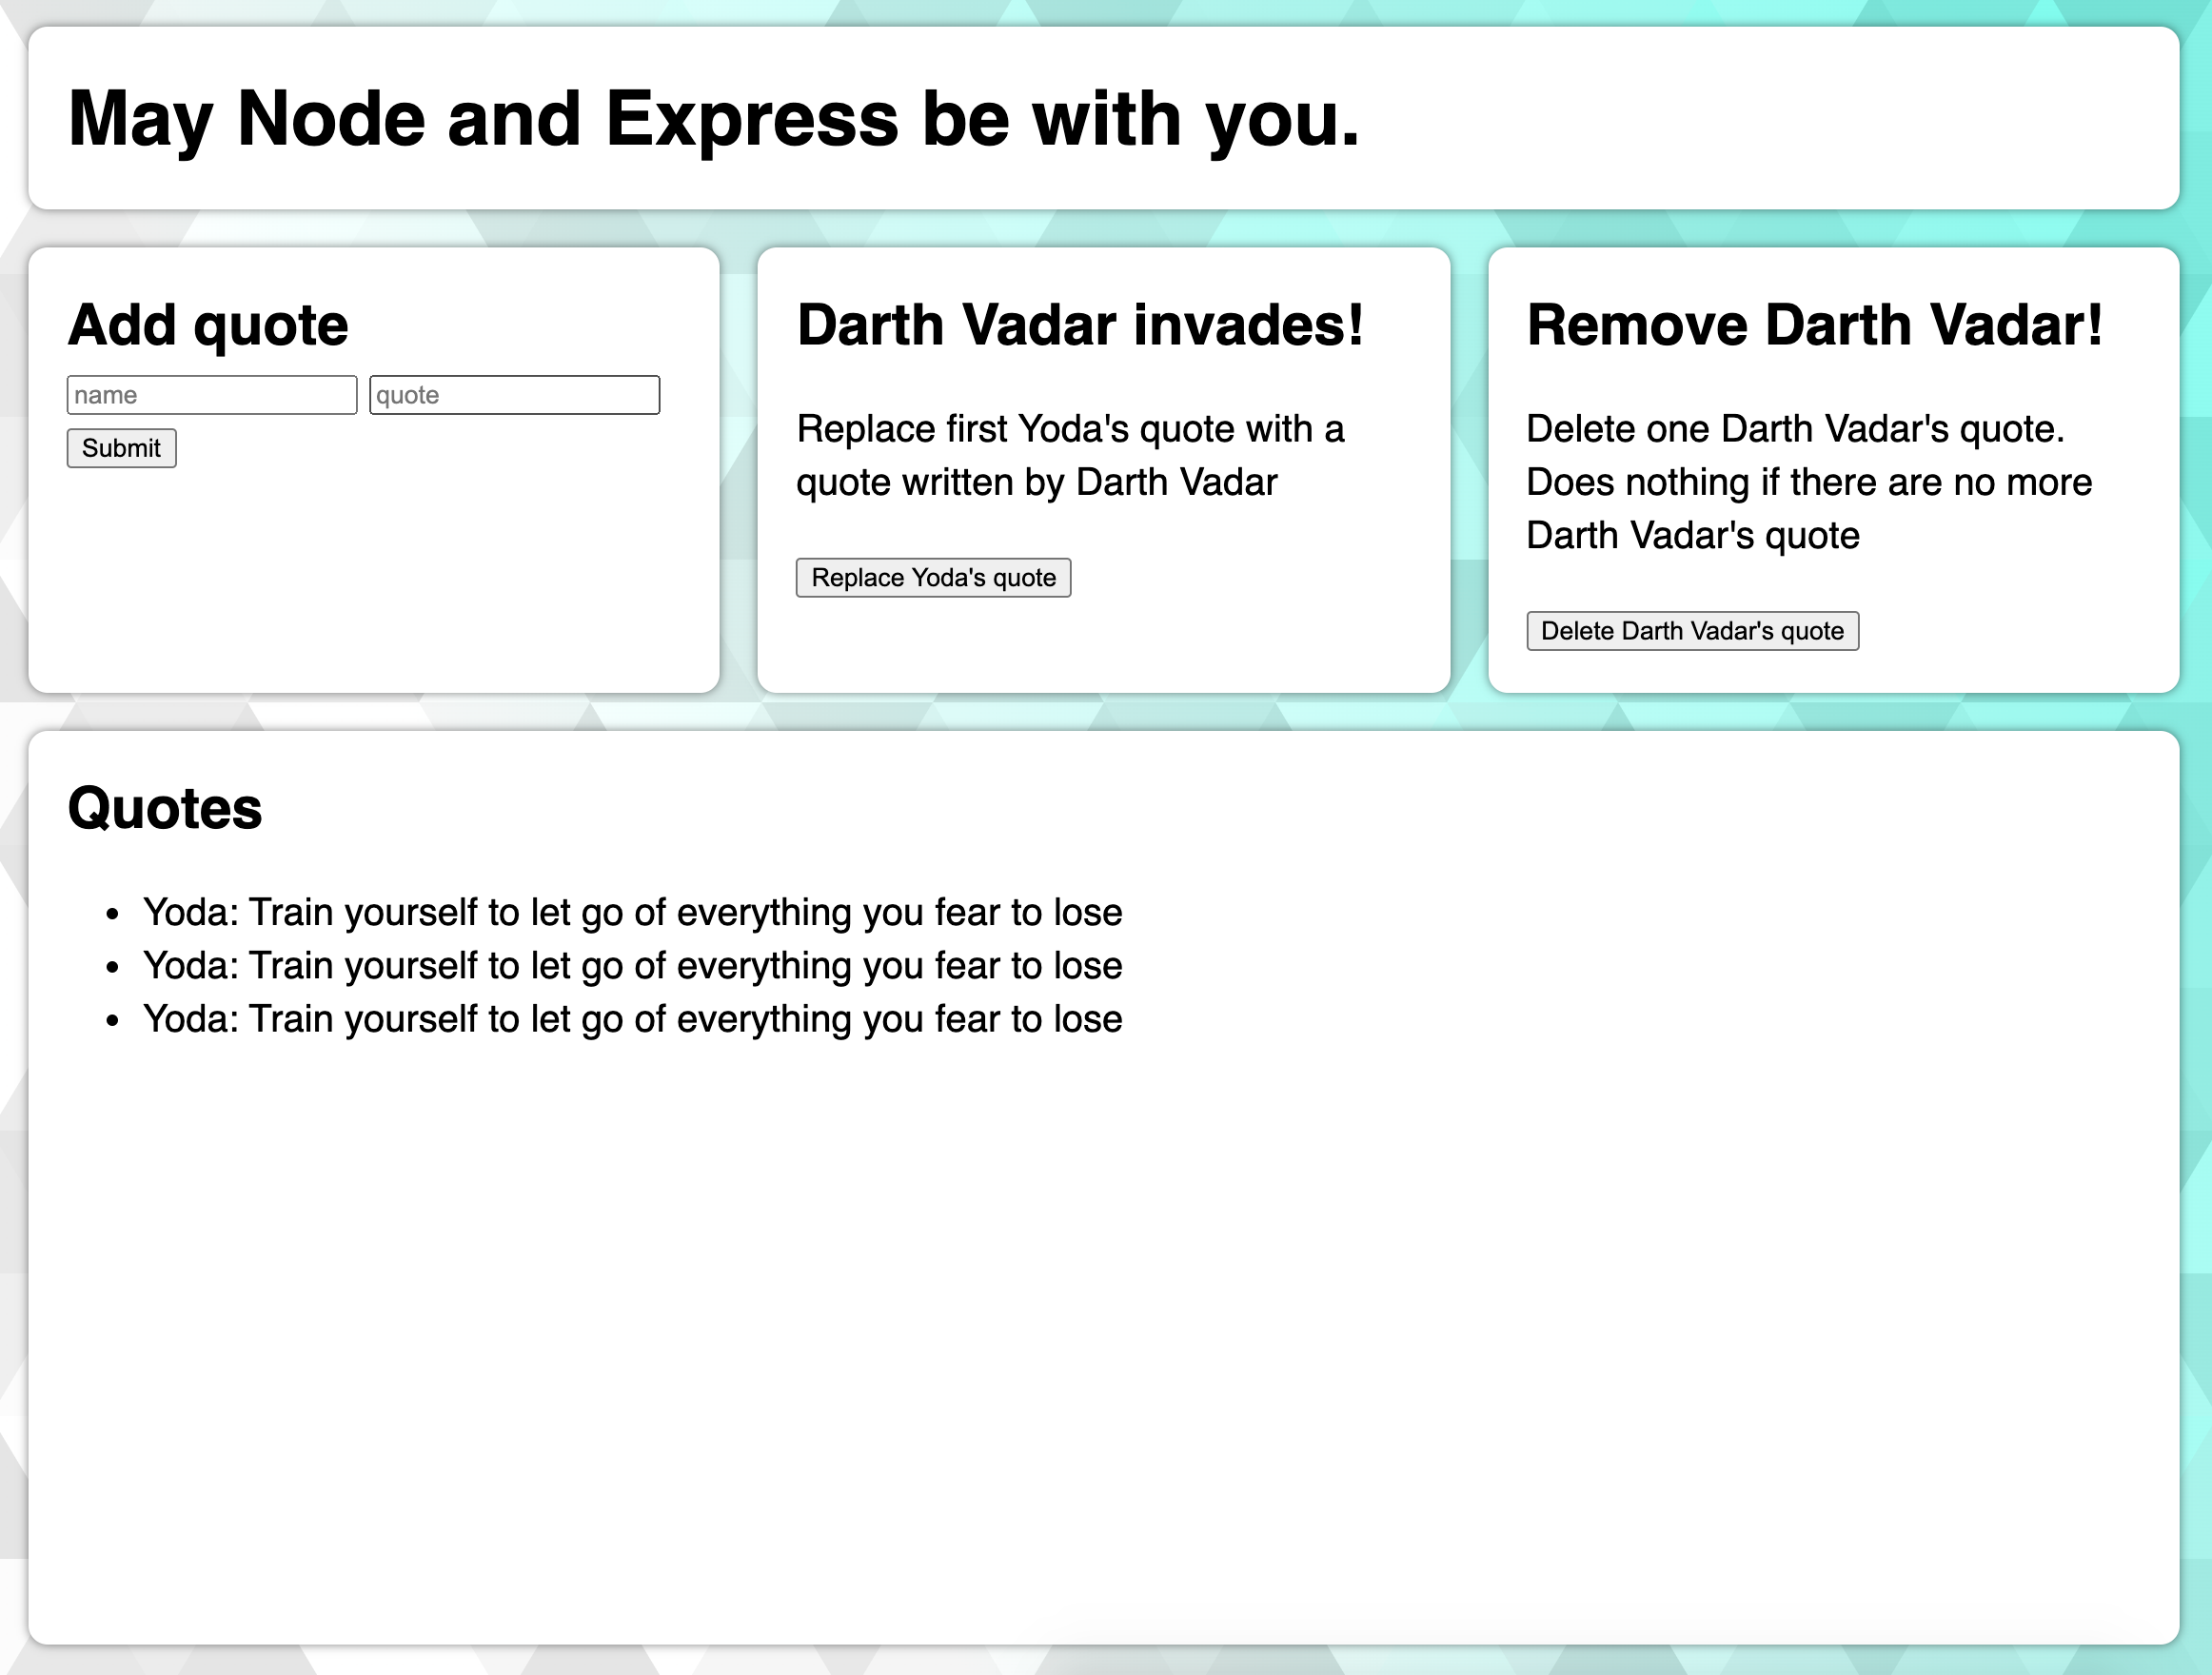 May Node and Express be with you.
Add quote
name quote
Submit
Darth Vadar invades!
Replace first Yoda's quote with a
quote written by Darth Vadar
Replace Yoda's quote
Remove Darth Vadar!
Delete one Darth Vadar's quote.
Does nothing if there are no more
Darth Vadar's quote
Delete Darth Vadar's quote
Quotes
• Yoda: Train yourself to let go of everything you fear to lose
• Yoda: Train yourself to let go of everything you fear to lose
• Yoda: Train yourself to let go of everything you fear to lose